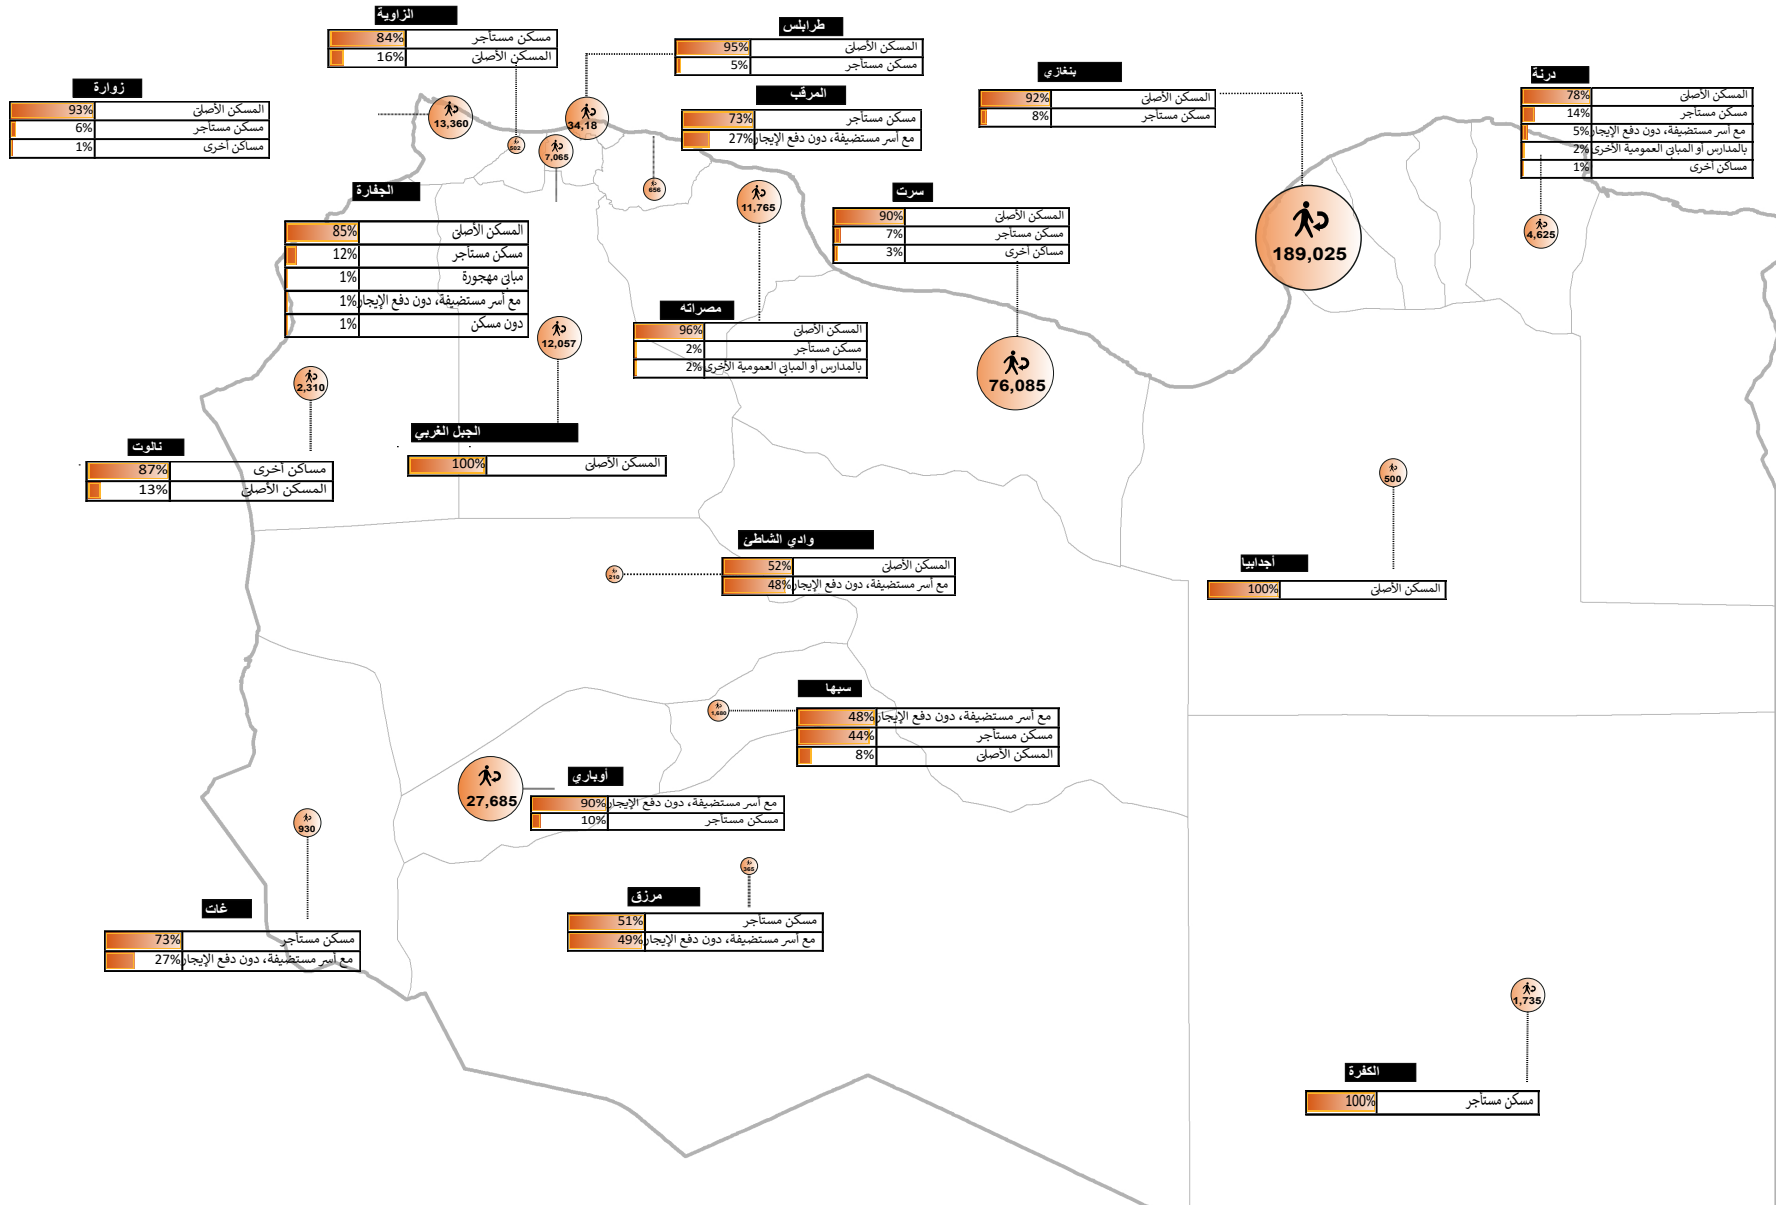 الزاوية
مسكن مستأجر 84%
المسكن الأصلي 16%
طرابلس
المسكن الأصلي 95%
مسكن مستأجر 5%
زوارة
المسكن الأصلي 93%
مسكن مستأجر 6%
مساكن أخرى 1%
المرقب
مسكن مستأجر 73%
مع أسر مستضيفة، دون دفع الإيجار 27%
بنغازي
المسكن الأصلي 92%
مسكن مستأجر 8%
درنة
المسكن الأصلي 78%
مسكن مستأجر 14%
مع أسر مستضيفة، دون دفع الإيجار 5%
بالمدارس أو المباني العمومية الأخرى 2%
مساكن أخرى 1%
13,360
34,18
502
7,065
656
11,765
189,025
4,625
الجفارة
المسكن الأصلي 85%
مسكن مستأجر 12%
مباني مهجورة 1%
مع أسر مستضيفة، دون دفع الإيجار 1%
دون مسكن 1%
سرت
المسكن الأصلي 90%
مسكن مستأجر 7%
مساكن أخرى 3%
مصراته
المسكن الأصلي 96%
مسكن مستأجر 2%
بالمدارس أو المباني العمومية الأخرى 2%
12,057
76,085
2,310
نالوت
مساكن أخرى 87%
المسكن الأصلي 13%
الجبل الغربي
المسكن الأصلي 100%
500
أجدابيا
المسكن الأصلي 100%
وادي الشاطئ
210
المسكن الأصلي 52%
مع أسر مستضيفة، دون دفع الإيجار 48%
سبها
1,680
مع أسر مستضيفة، دون دفع الإيجار 48%
مسكن مستأجر 44%
المسكن الأصلي 8%
أوباري
27,685
مع أسر مستضيفة، دون دفع الإيجار 90%
مسكن مستأجر 10%
930
365
غات
مسكن مستأجر 73%
مع أسر مستضيفة، دون دفع الإيجار 27%
مرزق
مسكن مستأجر 51%
مع أسر مستضيفة، دون دفع الإيجار 49%
1,735
الكفرة
مسكن مستأجر 100%